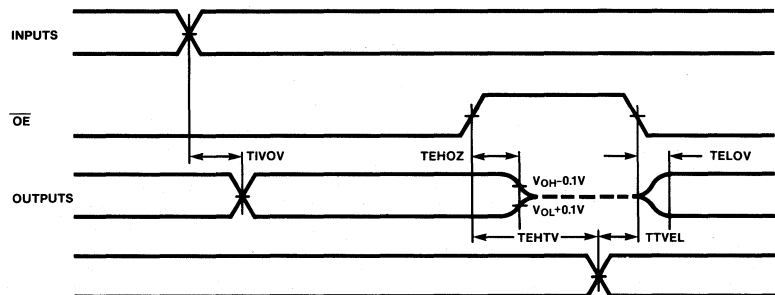 INPUTS
OE
TIVOV
TEHOZ
TELOV
OUTPUTS
VOH–0.1V
VOL+0.1V
TEHTV
TTVEL